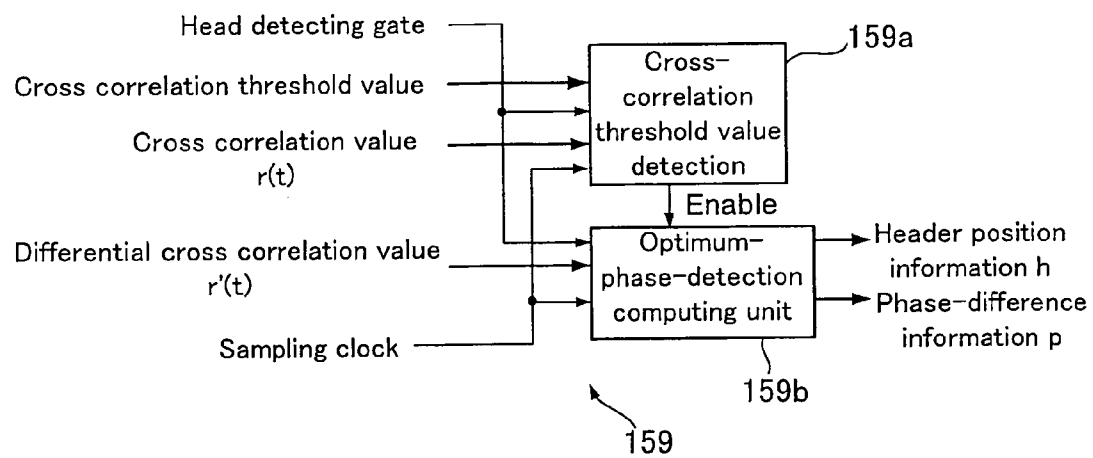 Head detecting gate
159a
Cross-
correlation
threshold value
detection
Cross correlation threshold value
Cross correlation value
r(t)
Enable
Differential cross correlation value
r'(t)
Optimum-
phase-detection
computing unit
Header position
information h
Phase-difference
information p
Sampling clock
159b
159